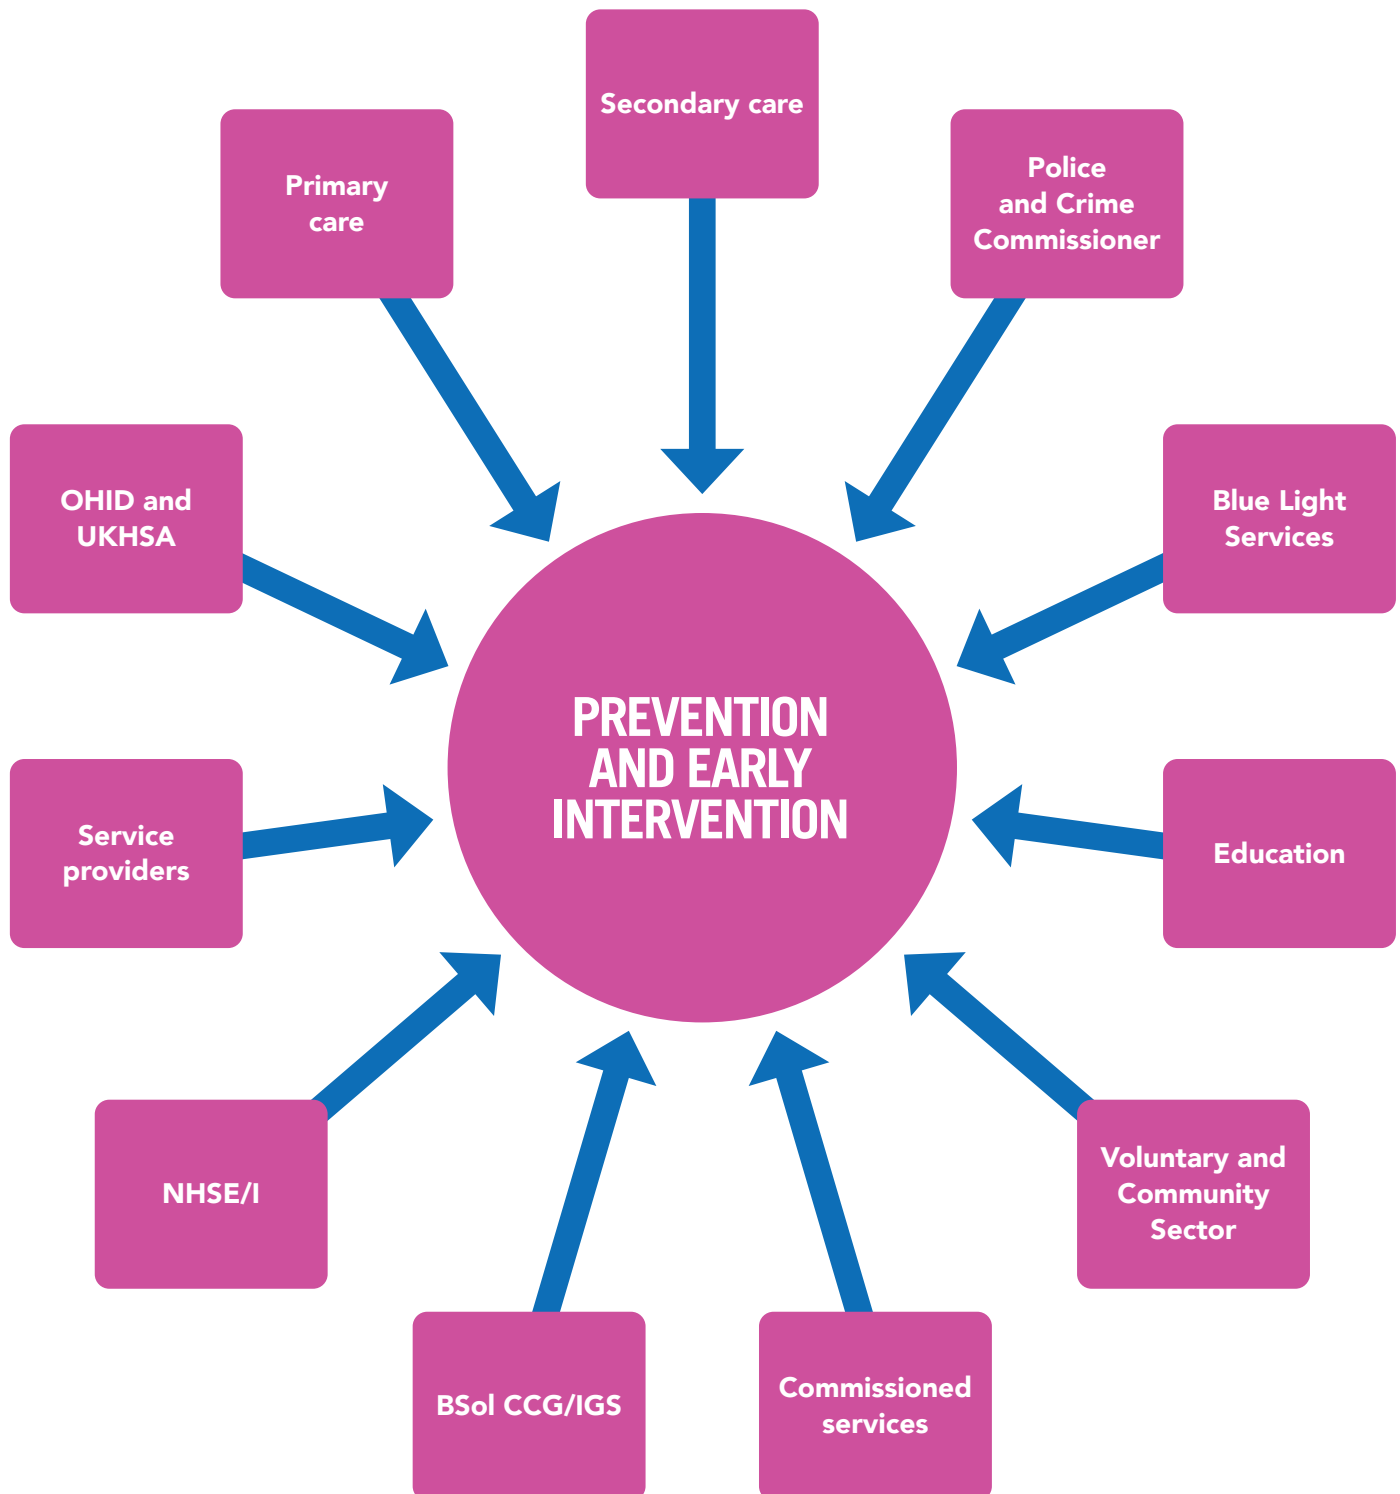 Secondary care
Primary
care
Police
and Crime
Commissioner
OHID and
UKHSA
Blue Light
Services
PREVENTION
AND EARLY
INTERVENTION
Service
providers
Education
NHSE/I
Voluntary and
Community
Sector
BSol CCG/IGS
Commissioned
services